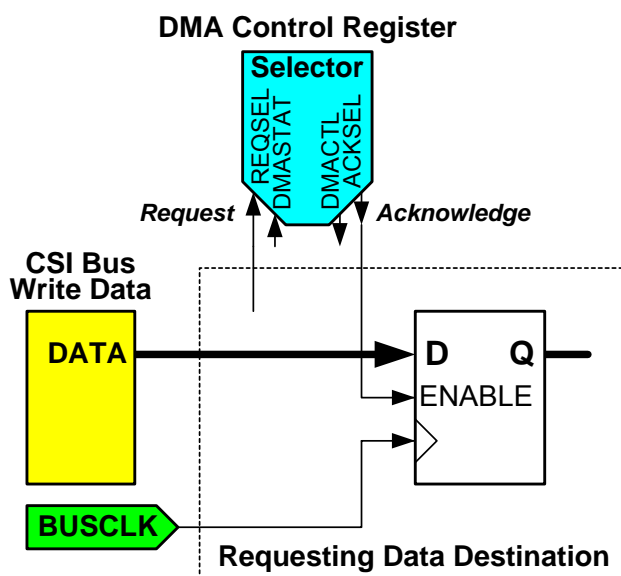 DMA Control Register
Selector
REQSEL
DMASTAT
DMACTL
ACKSEL
Request
Acknowledge
CSI Bus
Write Data
DATA
D
Q
ENABLE
BUSCLK
Requesting Data Destination